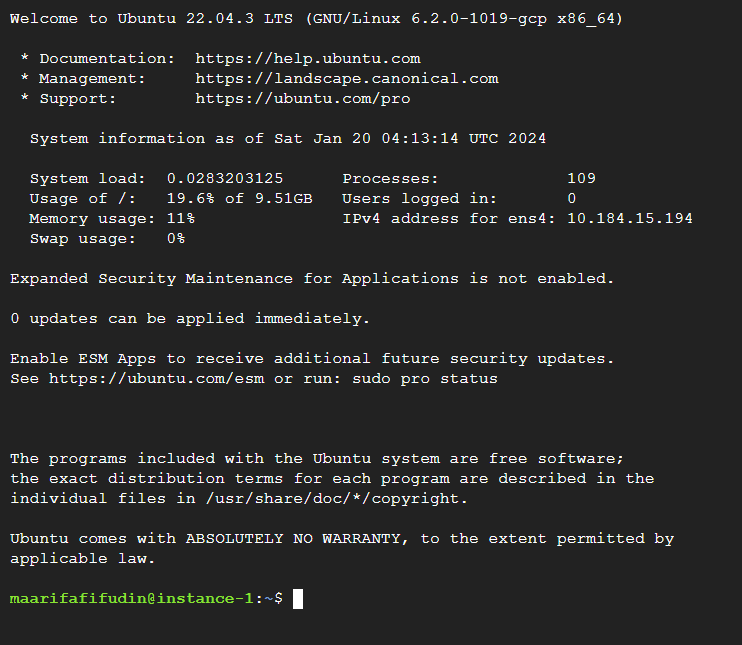 Welcome to Ubuntu 22.04.3 LTS (GNU/Linux 6.2.0-1019-gcp x86_64)
* Documentation: https://help.ubuntu.com
* Management: https://landscape.canonical.com
* Support: https://ubuntu.com/pro
System information as of Sat Jan 20 04:13:14 UTC 2024
System load: 0.0283203125 Processes: 109
Usage of /: 19.6% of 9.51GB Users logged in: 0
Memory usage: 11% IPv4 address for ens4: 10.184.15.194
Swap usage: 0%
Expanded Security Maintenance for Applications is not enabled.
0 updates can be applied immediately.
Enable ESM Apps to receive additional future security updates.
See https://ubuntu.com/esm or run: sudo pro status
The programs included with the Ubuntu system are free software;
the exact distribution terms for each program are described in the
individual files in /usr/share/doc/*/copyright.
Ubuntu comes with ABSOLUTELY NO WARRANTY, to the extent permitted by
applicable law.
maarifafifudin@instance-1:~$